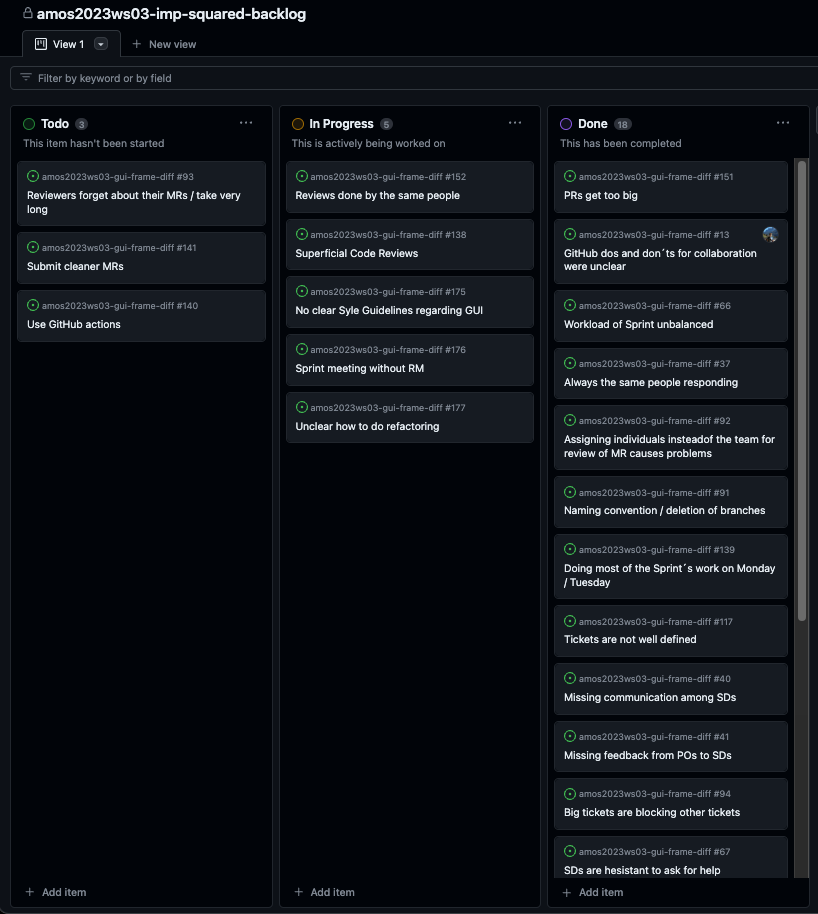 amos2023ws03-imp-squared-backlog
View 1
New view
Filter by keyword or by field
Todo 3
This item hasn't been started
amos2023ws03-gui-frame-diff #93
Reviewers forget about their MRs / take very
long
amos2023ws03-gui-frame-diff #141
Submit cleaner MRs
amos2023ws03-gui-frame-diff #140
Use GitHub actions
Add item
In Progress 5
This is actively being worked on
amos2023ws03-gui-frame-diff #152
Reviews done by the same people
amos2023ws03-gui-frame-diff #138
Superficial Code Reviews
amos2023ws03-gui-frame-diff #175
No clear Syle Guidelines regarding GUI
amos2023ws03-gui-frame-diff #176
Sprint meeting without RM
amos2023ws03-gui-frame-diff #177
Unclear how to do refactoring
Add item
Done 18
This has been completed
amos2023ws03-gui-frame-diff #151
PRs get too big
amos2023ws03-gui-frame-diff #13
GitHub dos and don´ts for collaboration
were unclear
amos2023ws03-gui-frame-diff #66
Workload of Sprint unbalanced
amos2023ws03-gui-frame-diff #37
Always the same people responding
amos2023ws03-gui-frame-diff #92
Assigning individuals insteadof the team for
review of MR causes problems
amos2023ws03-gui-frame-diff #91
Naming convention / deletion of branches
amos2023ws03-gui-frame-diff #139
Doing most of the Sprint´s work on Monday
/ Tuesday
amos2023ws03-gui-frame-diff #117
Tickets are not well defined
amos2023ws03-gui-frame-diff #40
Missing communication among SDs
amos2023ws03-gui-frame-diff #41
Missing feedback from POs to SDs
amos2023ws03-gui-frame-diff #94
Big tickets are blocking other tickets
amos2023ws03-gui-frame-diff #67
SDs are hesistant to ask for help
Add item